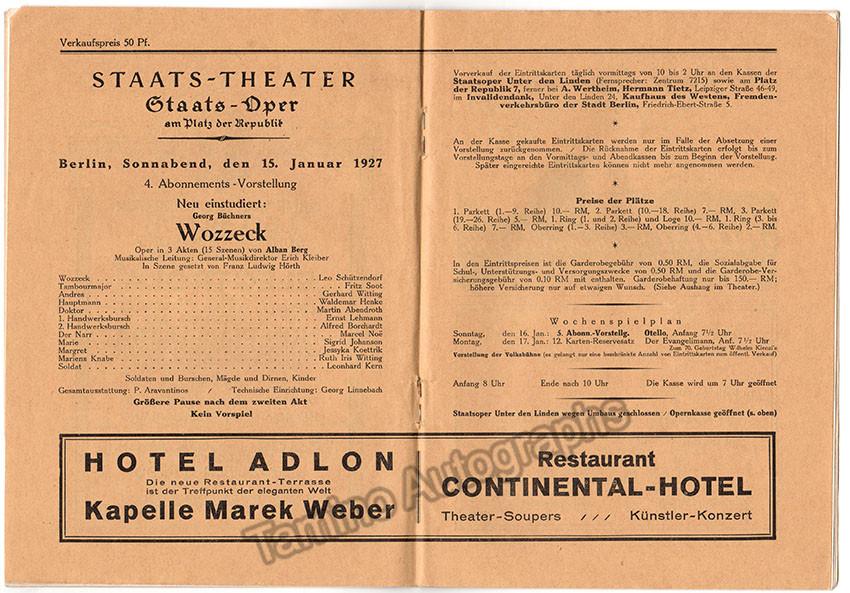 Verkaufspreis 50 Pf.
STAATS-THEATER
Staats-Oper
am Platz der Republik
Berlin, Sonnabend, den 15. Januar 1927
4. Abonnements-Vorstellung
Neu einstudiert:
Georg Büchners
Wozzeck
Oper in 3 Akten (15 Szenen) von Alban Berg
Musikalische Leitung: General-Musikdirektor Erich Kleiber
In Szene gesetzt von Franz Ludwig Hörth
Wozzeck . . . Leo Schützendorf
Tambourmajor . . . Fritz Soot
Andres . . . Gerhard Witting
Hauptmann . . . Waldemar Henke
Doktor . . . Martin Abendroth
1. Handwerksbursch . . . Ernst Lehmann
2. Handwerksbursch . . . Alfred Borchardt
Der Narr . . . Marcel Noë
Marie . . . Sigrid Johanson
Margret . . . Jessyka Koettrik
Mariens Knabe . . . Ruth Iris Witting
Soldat . . . Leonhard Kern
Soldaten und Burschen, Mägde und Dirnen, Kinder
Gesamtausstattung: P. Aravantinos / Technische Einrichtung: Georg Linnebach
Größere Pause nach dem zweiten Akt
Kein Vorspiel
Vorverkauf der Eintrittskarten täglich vormittags von 10 bis 2 Uhr an den Kassen der
Staatsoper Unter den Linden (Fernsprecher: Zentrum 7215) sowie am Platz
der Republik 7, ferner bei A. Wertheim, Hermann Tietz, Leipziger Straße 46-49,
im Invalidendank, Unter den Linden 24, Kaufhaus des Westens, Fremden-
verkehrsbüro der Stadt Berlin, Friedrich-Ebert-Straße 5.
*
An der Kasse gekaufte Eintrittskarten werden nur im Falle der Absetzung einer
Vorstellung zurückgenommen. / Die Rücknahme der Eintrittskarten erfolgt bis zum
Vorstellungstage an den Vormittags- und Abendkassen bis zum Beginn der Vorstellung.
Später eingereichte Eintrittskarten können nicht mehr angenommen werden.
*
Preise der Plätze
1. Parkett (1.—9. Reihe) 10.— RM, 2. Parkett (10.—18. Reihe) 7.— RM, 3. Parkett
(19.—26. Reihe) 5.— RM, 1. Ring (1. und 2. Reihe) und Loge 10.— RM, 1. Ring (3. bis
6. Reihe) 7.— RM, Oberring (1.—3. Reihe) 3.— RM, Oberring (4.—6. Reihe) 2.— RM.
*
In den Eintrittspreisen ist die Garderobegebühr von 0.50 RM, die Sozialabgabe für
Schul-, Unterstützungs- und Versorgungszwecke von 0.50 RM und die Garderobe-Ver-
sicherungsgebühr von 0.10 RM mit enthalten. Garderobehaftung nur bis 150.— RM;
höhere Versicherung nur auf etwaigen Wunsch. (Siehe Aushang im Theater.)
Wochenspielplan
Sonntag, den 16. Jan.: 5. Abonn.-Vorstellg. Otello, Anfang 7½ Uhr
Montag, den 17. Jan.: 12. Karten-Reservesatz Der Evangelimann, Anf. 7½ Uhr
Zum 70. Geburtstag Wilhelm Kienzl's
Vorstellung der Volksbühne (es gelangt nur eine beschränkte Anzahl von Eintrittskarten zum öffentl. Verkauf)
Anfang 8 Uhr Ende nach 10 Uhr Die Kasse wird um 7 Uhr geöffnet
Staatsoper Unter den Linden wegen Umbaus geschlossen / Opernkasse geöffnet (s. oben)
HOTEL ADLON
Die neue Restaurant-Terrasse
ist der Treffpunkt der eleganten Welt
Kapelle Marek Weber
Restaurant
CONTINENTAL-HOTEL
Theater-Soupers /// Künstler-Konzert
Tamino Autographs